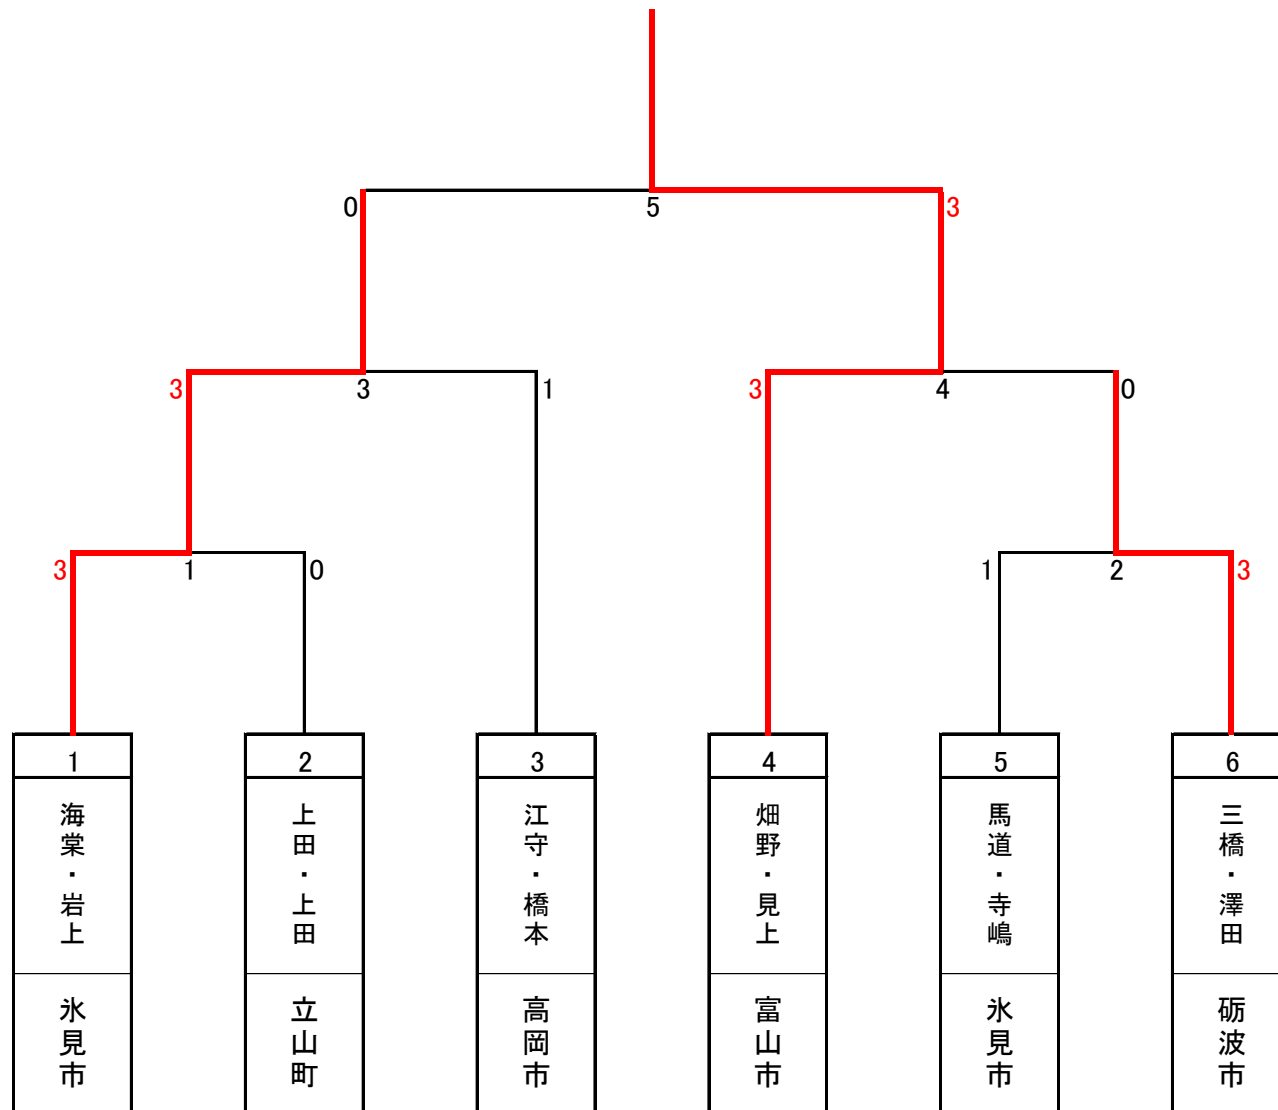 0 5 3
3 3 1 3 4 0
3 1 0 1 2 3
1 2 3 4 5 6
海棠・岩上
上田・上田
江守・橋本
畑野・見上
馬道・寺嶋
三橋・澤田
氷見市
立山町
高岡市
富山市
氷見市
砺波市